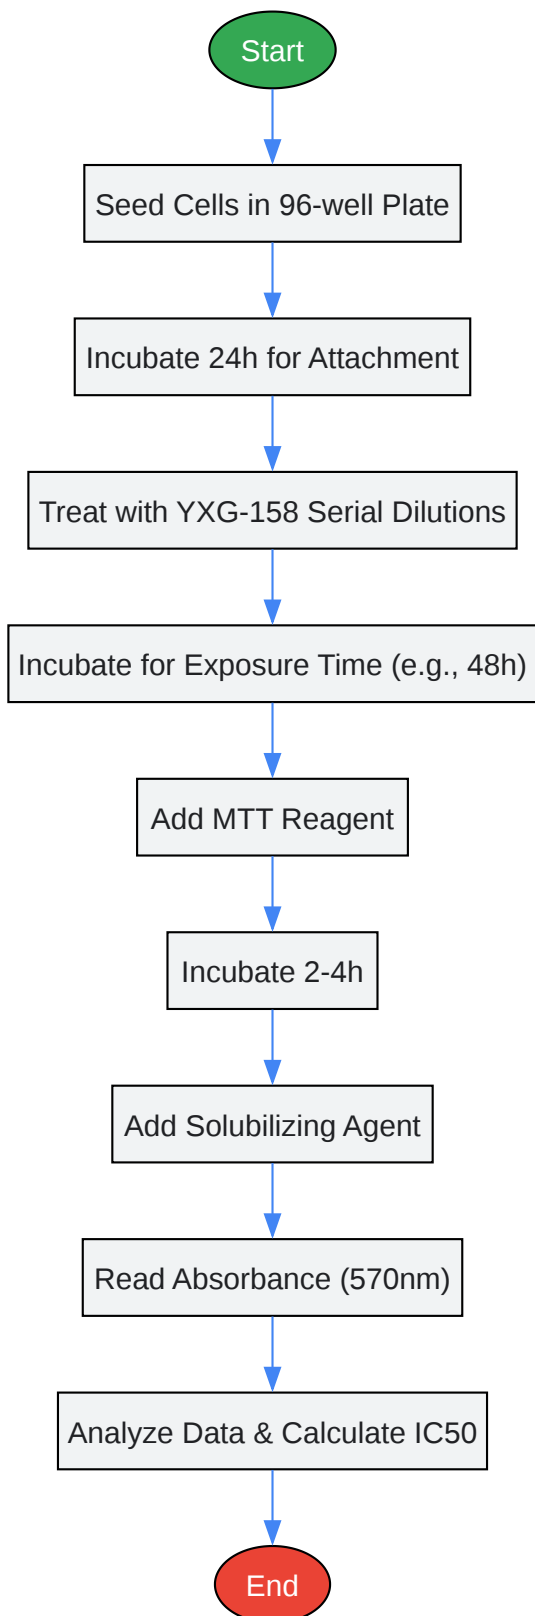 Start
Seed Cells in 96-well Plate
Incubate 24h for Attachment
Treat with YXG-158 Serial Dilutions
Incubate for Exposure Time (e.g., 48h)
Add MTT Reagent
Incubate 2-4h
Add Solubilizing Agent
Read Absorbance (570nm)
Analyze Data & Calculate IC50
End